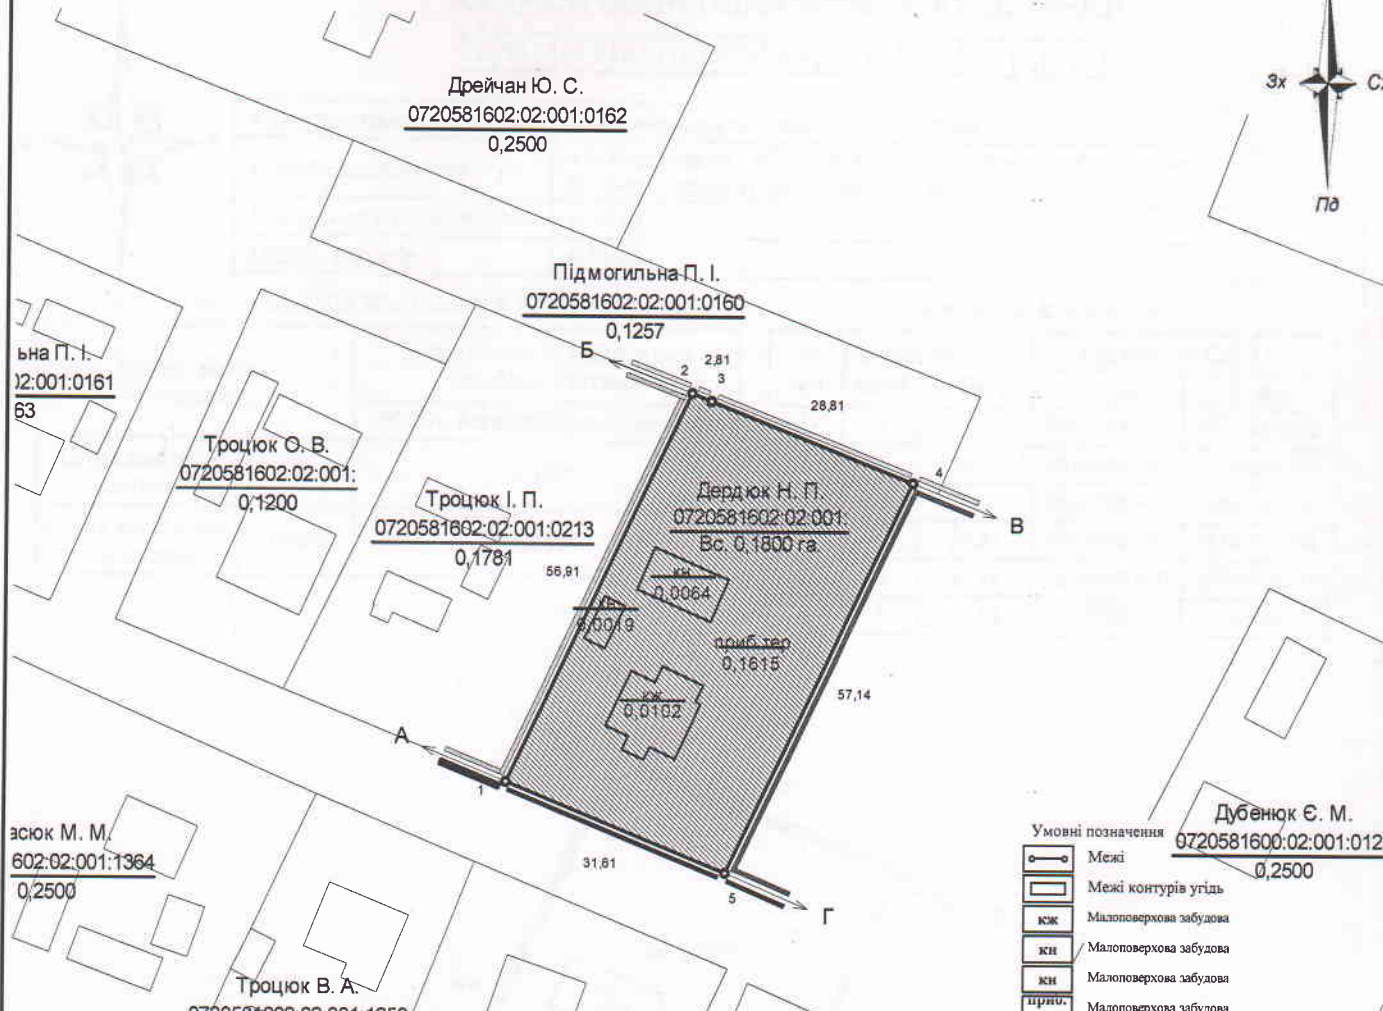 Дрейчан Ю. С.
0720581602:02:001:0162
0,2500
Зх
С
Пд
Підмогильна П. І.
0720581602:02:001:0160
0,1257
ьна П. І.
02:001:0161
63
Б
2
2,81
3
28,81
4
В
Троцюк О. В.
0720581602:02:001:
0,1200
Троцюк І. П.
0720581602:02:001:0213
0,1781
Дердюк Н. П.
0720581602:02:001:
Вс. 0,1800 га.
56,91
кн
0,0064
кн
0,0019
приб.тер
0,1615
кж
0,0102
57,14
А
1
31,61
5
Г
асюк М. М.
602:02:001:1364
0,2500
Троцюк В. А.
Дубенюк Є. М.
0720581600:02:001:012
0,2500
Умовні позначення
Межі
Межі контурів угідь
кж Малоповерхова забудова
кн Малоповерхова забудова
кн Малоповерхова забудова
приб. Малоповерхова забудова